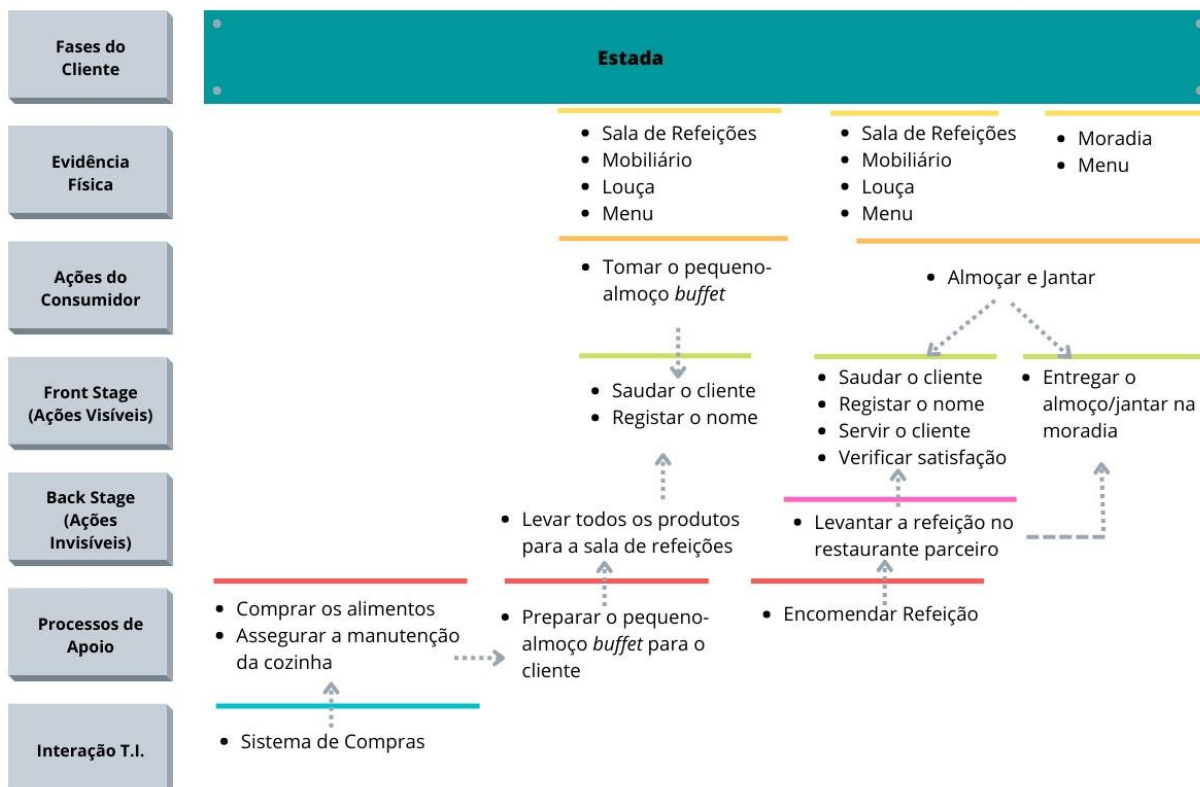 Fases do
Cliente
Estada
Evidência
Física
• Sala de Refeições
• Mobiliário
• Louça
• Menu
• Sala de Refeições
• Mobiliário
• Louça
• Menu
• Moradia
• Menu
Ações do
Consumidor
• Tomar o pequeno-
almoço buffet
• Almoçar e Jantar
Front Stage
(Ações Visíveis)
• Saudar o cliente
• Registar o nome
• Saudar o cliente
• Registar o nome
• Servir o cliente
• Verificar satisfação
• Entregar o
almoço/jantar na
moradia
Back Stage
(Ações
Invisíveis)
• Levar todos os produtos
para a sala de refeições
• Levantar a refeição no
restaurante parceiro
Processos de
Apoio
• Comprar os alimentos
• Assegurar a manutenção
da cozinha
• Preparar o pequeno-
almoço buffet para o
cliente
• Encomendar Refeição
Interação T.I.
• Sistema de Compras